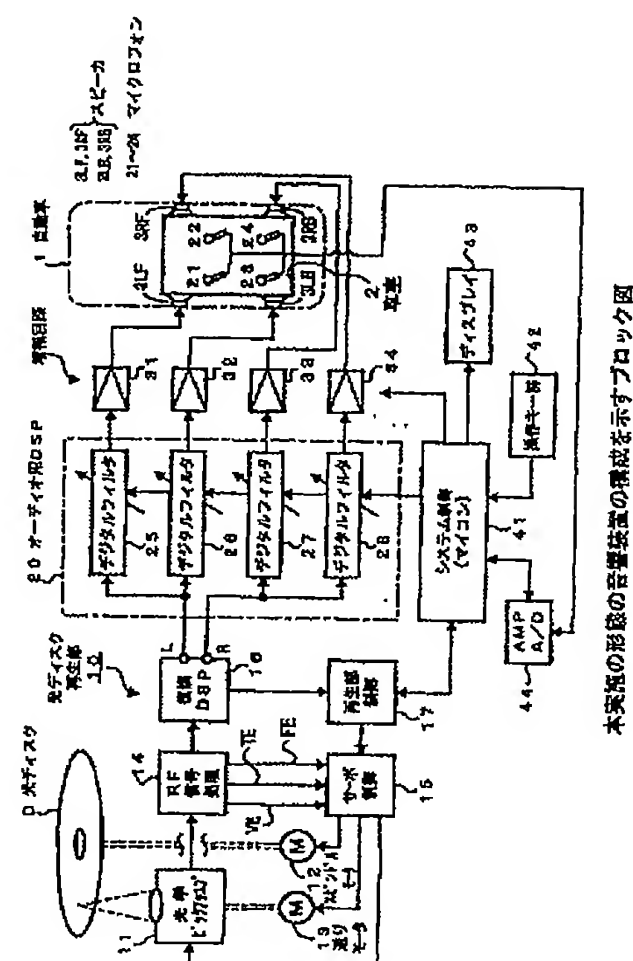 D 光ディスク
光ディスク
再生部
10
20 オーディオ用DSP
増幅回路
1 自動車
3LF,3RF
3LB,3RB
スピーカ
21~24 マイクロフォン
光学
ピックアップ
11
RF
信号
処理
14
復調
DSP
16
L
R
デジタルフィルタ
25
デジタルフィルタ
26
デジタルフィルタ
27
デジタルフィルタ
28
31
32
33
34
3LF
3RF
21
22
23
24
3LB
3RB
2
M
12
スピンドル
モータ
M
13
送り
モータ
TE
FE
サーボ
制御
15
再生部
制御
17
システム制御
(マイコン)
41
AMP
A/D
44
ディスプレイ
43
操作キー部
42
本実施の形態の音響装置の構成を示すブロック図